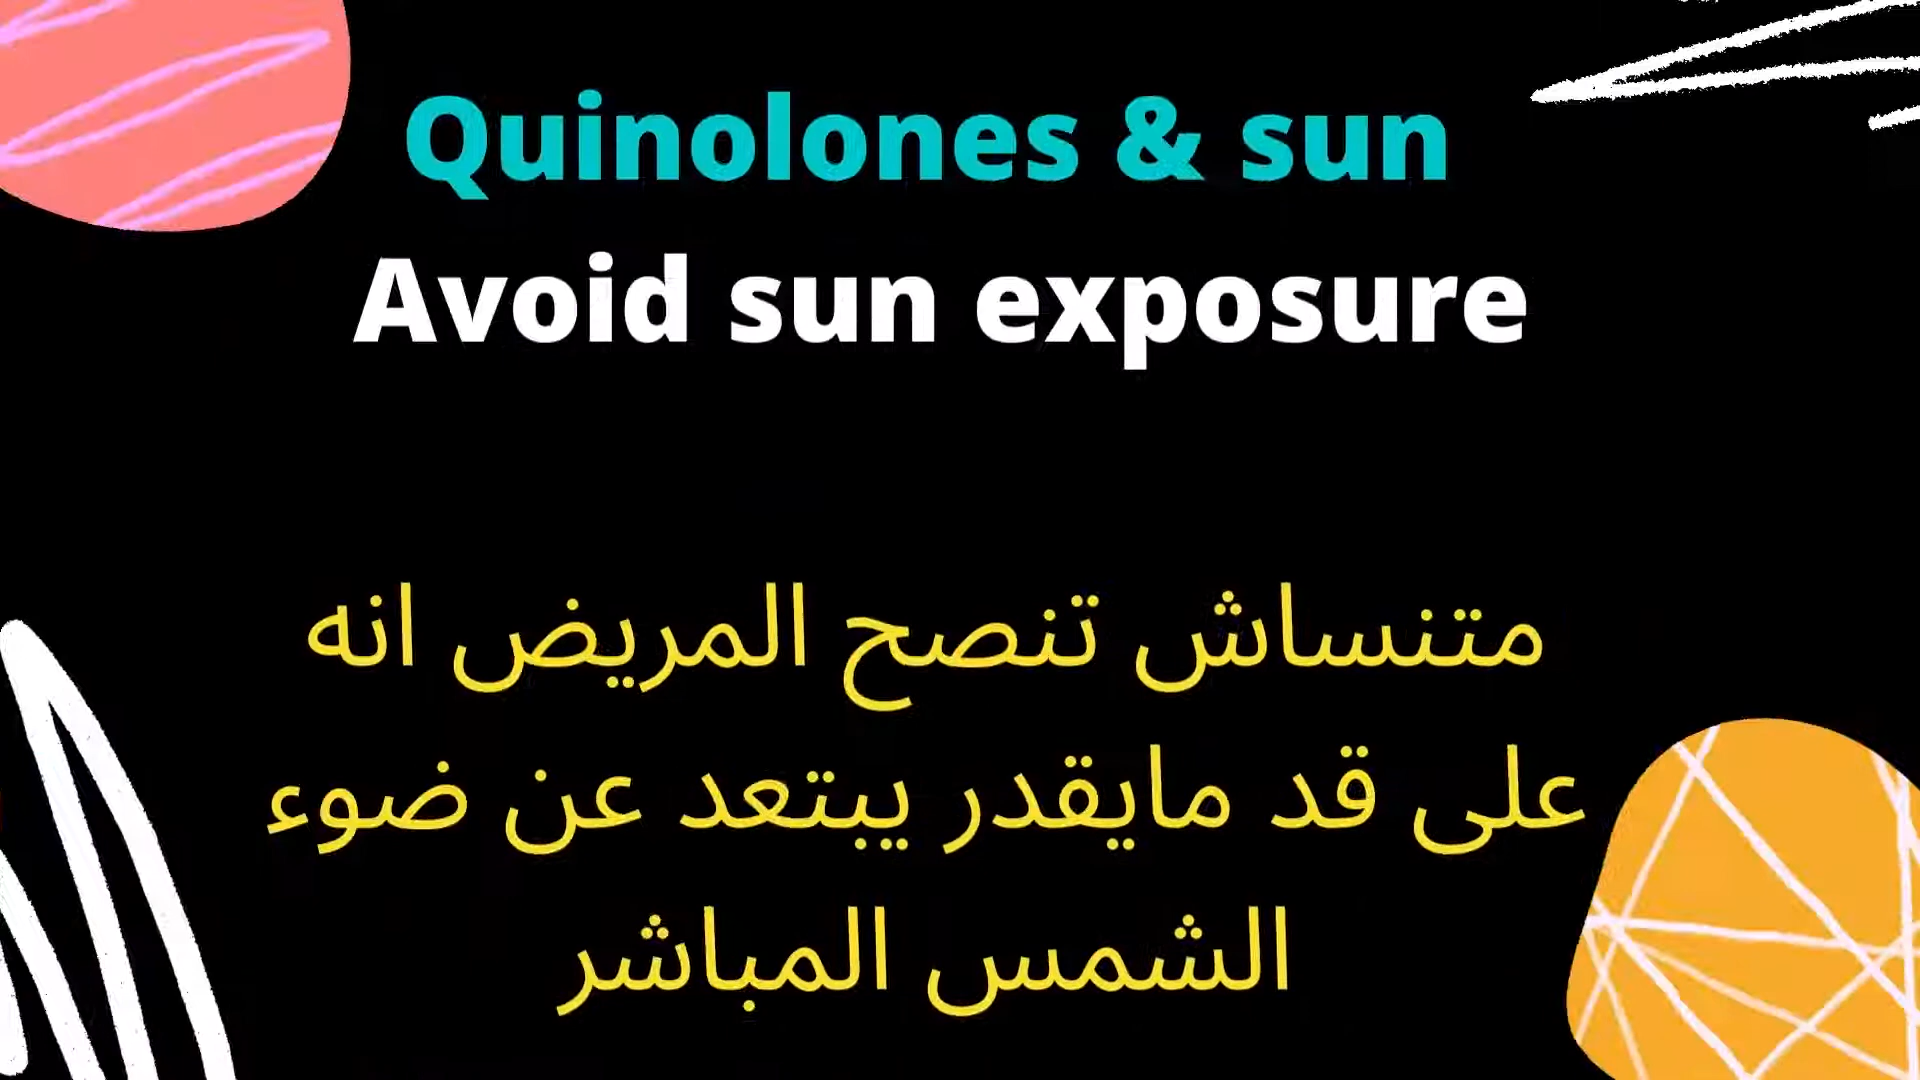 Quinolones & sun
Avoid sun exposure
متنساش تنصح المريض انه
على قد مايقدر يبتعد عن ضوء
الشمس المباشر